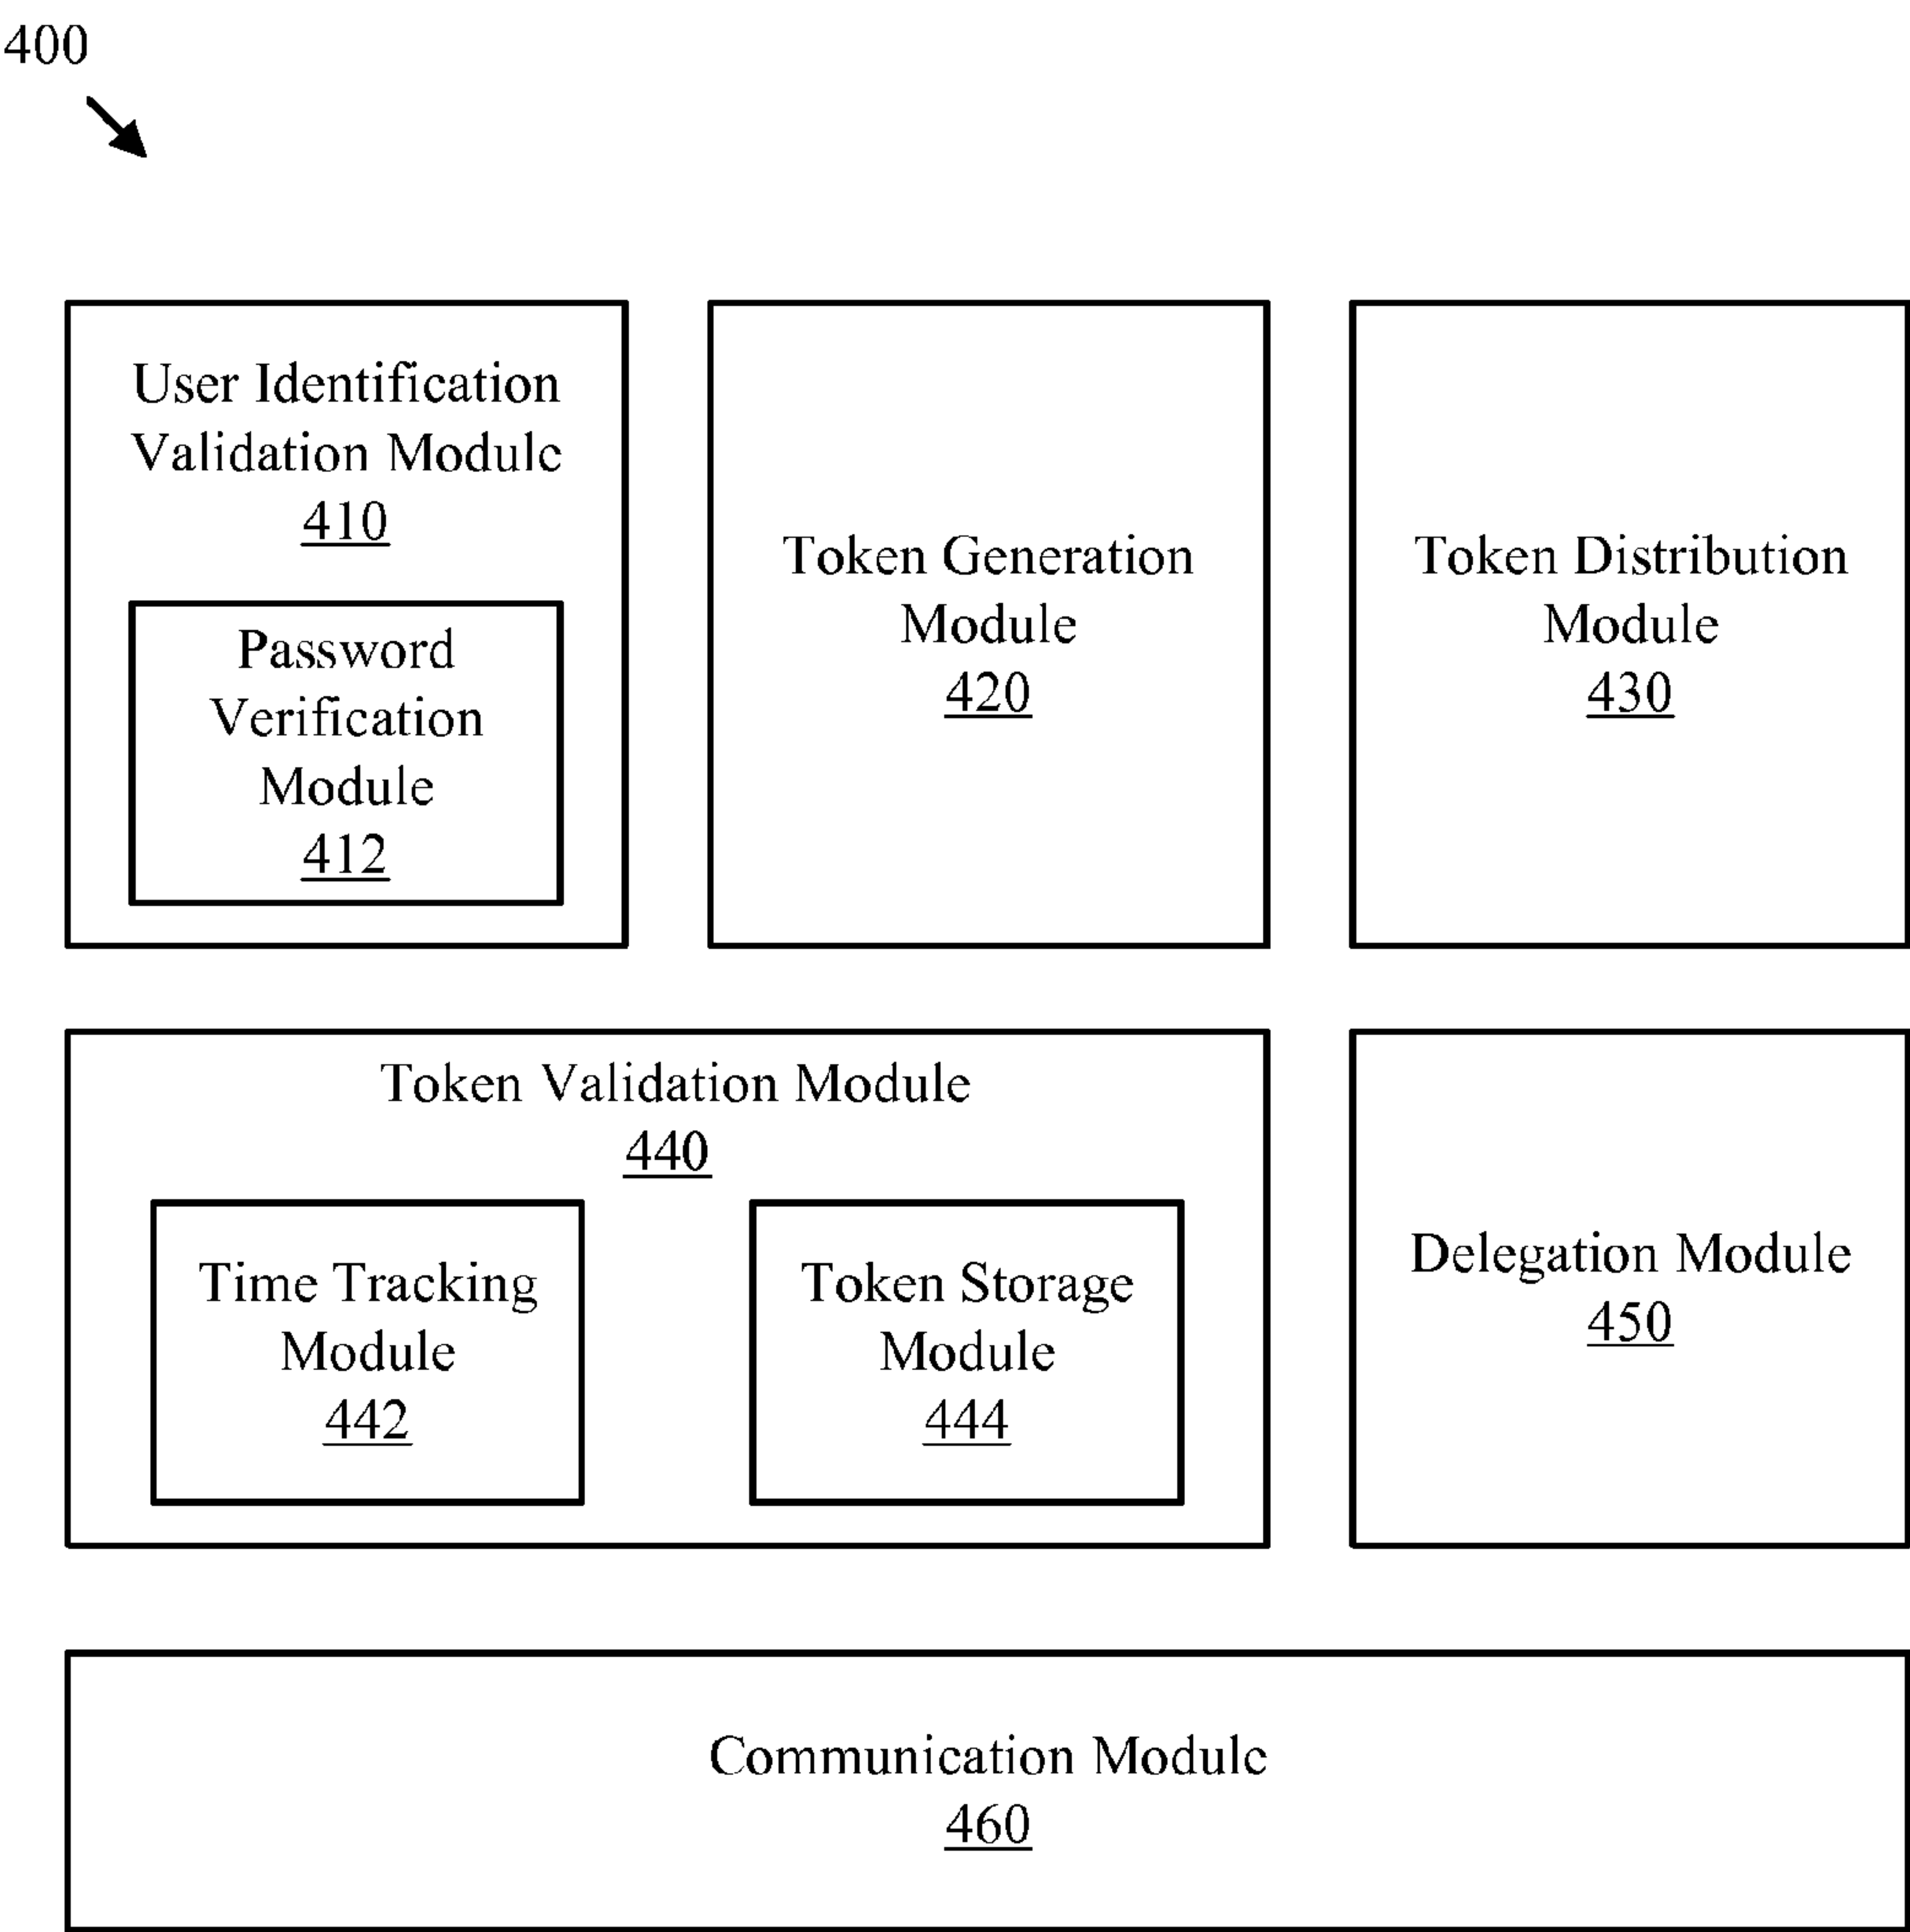 400
User Identification
Validation Module
410
Password
Verification
Module
412
Token Generation
Module
420
Token Distribution
Module
430
Token Validation Module
440
Time Tracking
Module
442
Token Storage
Module
444
Delegation Module
450
Communication Module
460